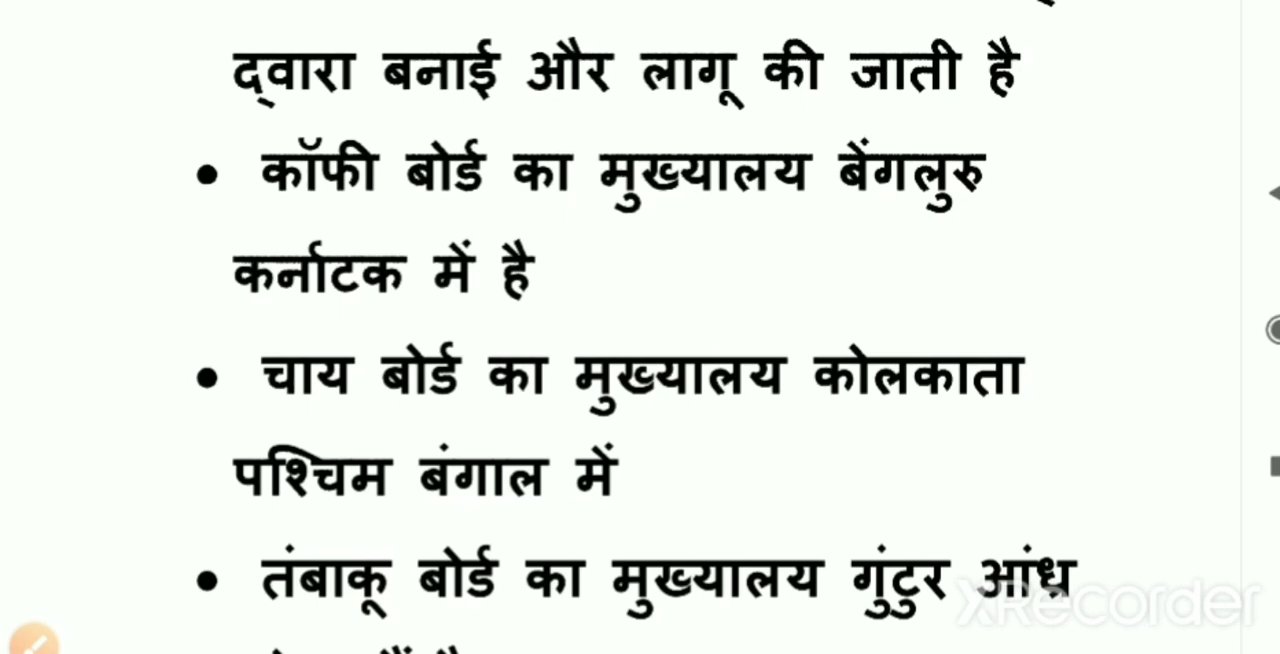 द्वारा बनाई और लागू की जाती है
• कॉफी बोर्ड का मुख्यालय बेंगलुरु
कर्नाटक में है
• चाय बोर्ड का मुख्यालय कोलकाता
पश्चिम बंगाल में
• तंबाकू बोर्ड का मुख्यालय गुंटुर आंध्र
XRecorder